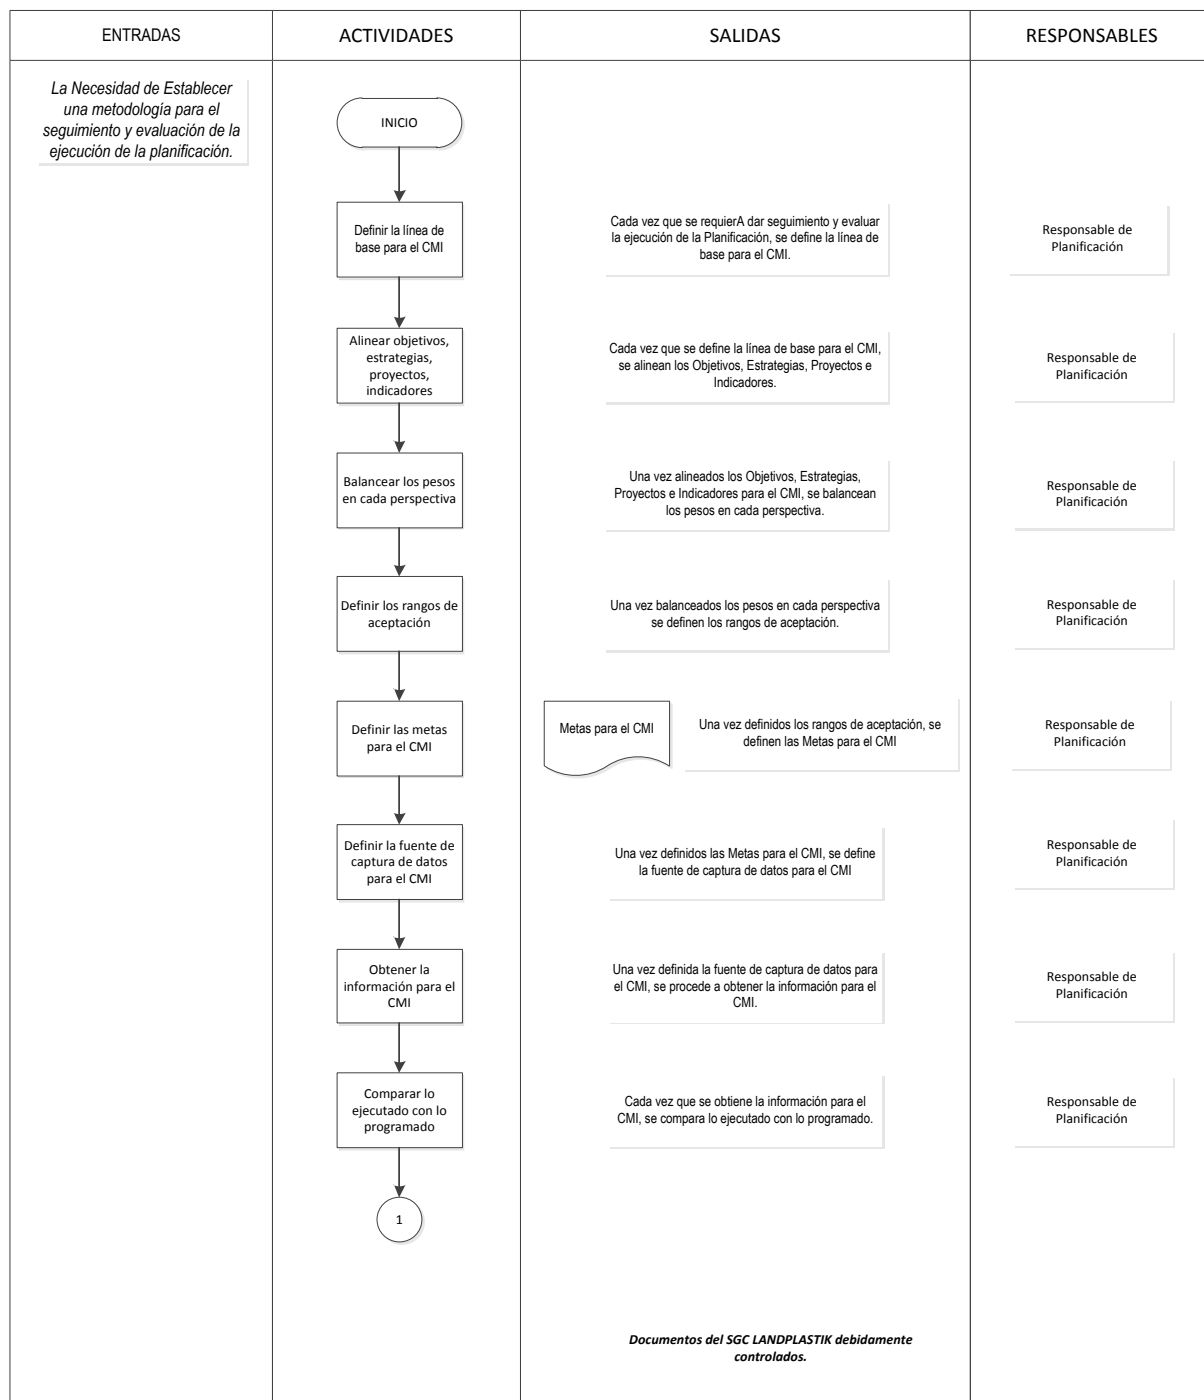 ENTRADAS
ACTIVIDADES
SALIDAS
RESPONSABLES
La Necesidad de Establecer
una metodología para el
seguimiento y evaluación de la
ejecución de la planificación.
INICIO
Definir la línea de
base para el CMI
Cada vez que se requierA dar seguimiento y evaluar
la ejecución de la Planificación, se define la línea de
base para el CMI.
Responsable de
Planificación
Alinear objetivos,
estrategias,
proyectos,
indicadores
Cada vez que se define la línea de base para el CMI,
se alinean los Objetivos, Estrategias, Proyectos e
Indicadores.
Responsable de
Planificación
Balancear los pesos
en cada perspectiva
Una vez alineados los Objetivos, Estrategias,
Proyectos e Indicadores para el CMI, se balancean
los pesos en cada perspectiva.
Responsable de
Planificación
Definir los rangos de
aceptación
Una vez balanceados los pesos en cada perspectiva
se definen los rangos de aceptación.
Responsable de
Planificación
Definir las metas
para el CMI
Metas para el CMI
Una vez definidos los rangos de aceptación, se
definen las Metas para el CMI
Responsable de
Planificación
Definir la fuente de
captura de datos
para el CMI
Una vez definidos las Metas para el CMI, se define
la fuente de captura de datos para el CMI
Responsable de
Planificación
Obtener la
información para el
CMI
Una vez definida la fuente de captura de datos para
el CMI, se procede a obtener la información para el
CMI.
Responsable de
Planificación
Comparar lo
ejecutado con lo
programado
Cada vez que se obtiene la información para el
CMI, se compara lo ejecutado con lo programado.
Responsable de
Planificación
1
Documentos del SGC LANDPLASTIK debidamente
controlados.